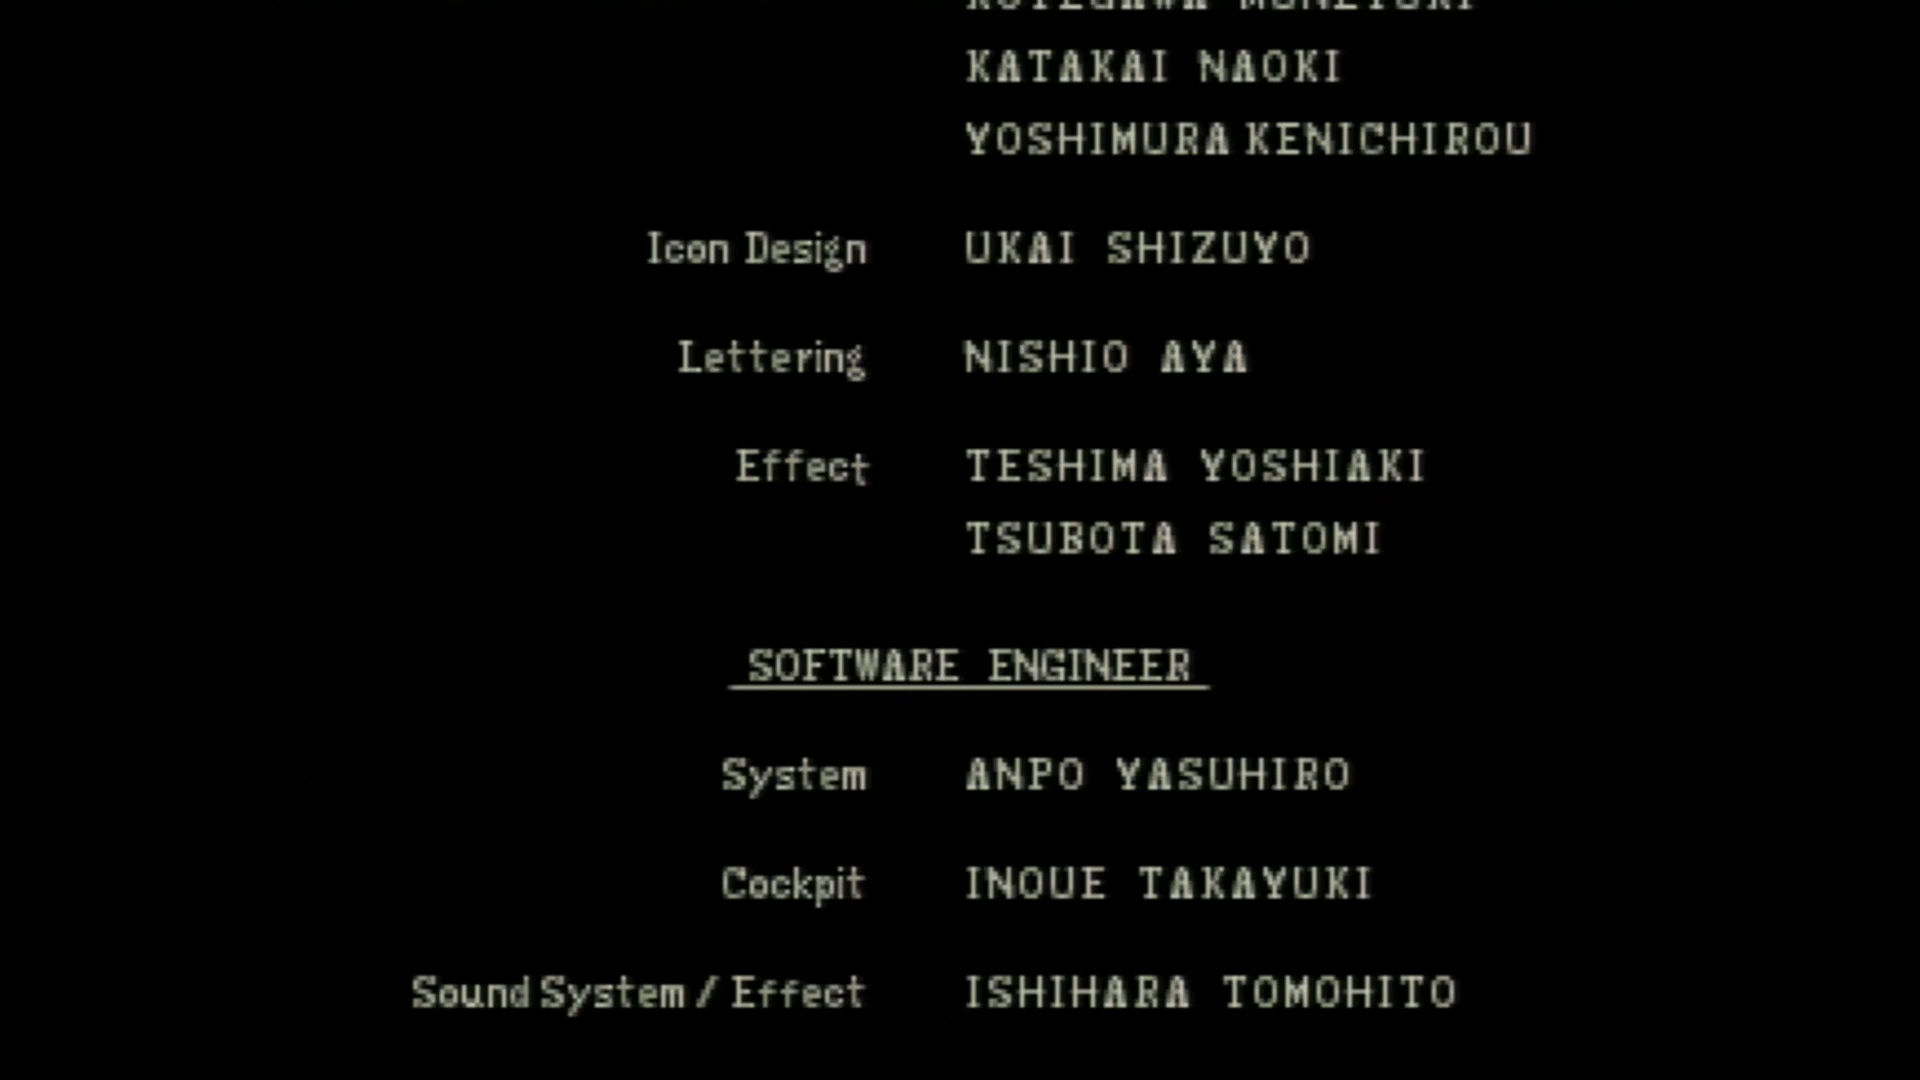 KATAKAI NAOKI
YOSHIMURA KENICHIROU
Icon Design UKAI SHIZUYO
Lettering NISHIO AYA
Effect TESHIMA YOSHIAKI
TSUBOTA SATOMI
SOFTWARE ENGINEER
System ANPO YASUHIRO
Cockpit INOUE TAKAYUKI
Sound System / Effect ISHIHARA TOMOHITO